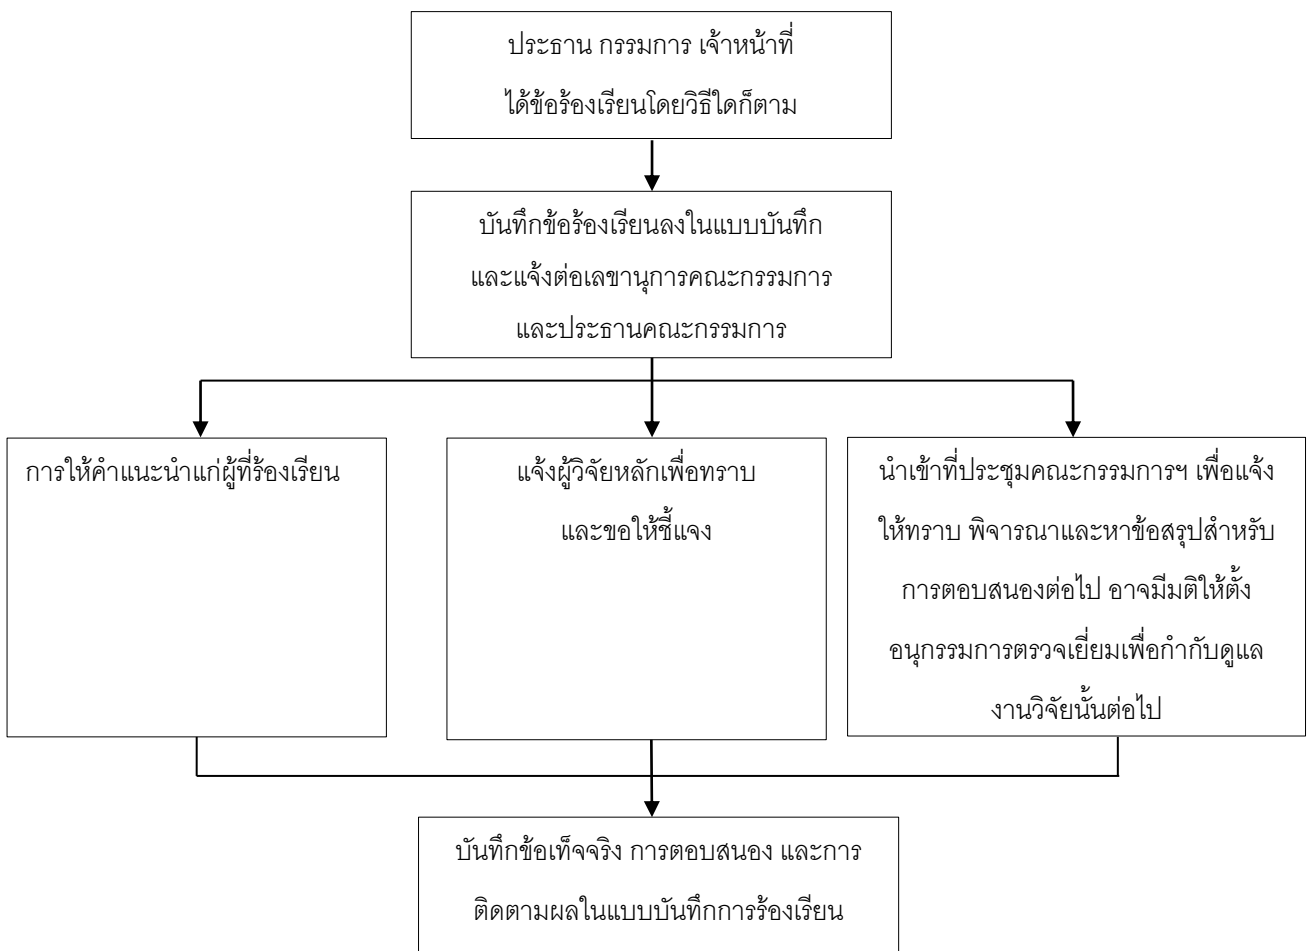 ประธาน กรรมการ เจ้าหน้าที่
ได้ข้อร้องเรียนโดยวิธีใดก็ตาม
บันทึกข้อร้องเรียนลงในแบบบันทึก
และแจ้งต่อเลขานุการคณะกรรมการ
และประธานคณะกรรมการ
การให้คำแนะนำแก่ผู้ที่ร้องเรียน
แจ้งผู้วิจัยหลักเพื่อทราบ
และขอให้ชี้แจง
นำเข้าที่ประชุมคณะกรรมการฯ เพื่อแจ้ง
ให้ทราบ พิจารณาและหาข้อสรุปสำหรับ
การตอบสนองต่อไป อาจมีมติให้ตั้ง
อนุกรรมการตรวจเยี่ยมเพื่อกำกับดูแล
งานวิจัยนั้นต่อไป
บันทึกข้อเท็จจริง การตอบสนอง และการ
ติดตามผลในแบบบันทึกการร้องเรียน